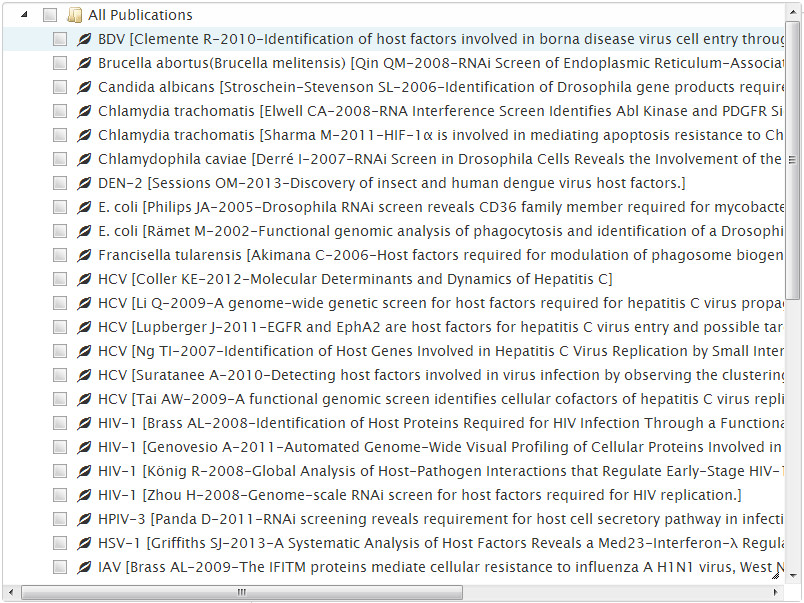 All Publications
BDV [Clemente R-2010-Identification of host factors involved in borna disease virus cell entry throug
Brucella abortus(Brucella melitensis) [Qin QM-2008-RNAi Screen of Endoplasmic Reticulum-Associat
Candida albicans [Stroschein-Stevenson SL-2006-Identification of Drosophila gene products require
Chlamydia trachomatis [Elwell CA-2008-RNA Interference Screen Identifies Abl Kinase and PDGFR Si
Chlamydia trachomatis [Sharma M-2011-HIF-1α is involved in mediating apoptosis resistance to Ch
Chlamydophila caviae [Derré I-2007-RNAi Screen in Drosophila Cells Reveals the Involvement of the
DEN-2 [Sessions OM-2013-Discovery of insect and human dengue virus host factors.]
E. coli [Philips JA-2005-Drosophila RNAi screen reveals CD36 family member required for mycobacte
E. coli [Rämet M-2002-Functional genomic analysis of phagocytosis and identification of a Drosophi
Francisella tularensis [Akimana C-2006-Host factors required for modulation of phagosome biogen
HCV [Coller KE-2012-Molecular Determinants and Dynamics of Hepatitis C]
HCV [Li Q-2009-A genome-wide genetic screen for host factors required for hepatitis C virus propa
HCV [Lupberger J-2011-EGFR and EphA2 are host factors for hepatitis C virus entry and possible tar
HCV [Ng TI-2007-Identification of Host Genes Involved in Hepatitis C Virus Replication by Small Inter
HCV [Suratanee A-2010-Detecting host factors involved in virus infection by observing the clustering
HCV [Tai AW-2009-A functional genomic screen identifies cellular cofactors of hepatitis C virus repli
HIV-1 [Brass AL-2008-Identification of Host Proteins Required for HIV Infection Through a Functiona
HIV-1 [Genovesio A-2011-Automated Genome-Wide Visual Profiling of Cellular Proteins Involved in
HIV-1 [König R-2008-Global Analysis of Host-Pathogen Interactions that Regulate Early-Stage HIV-1
HIV-1 [Zhou H-2008-Genome-scale RNAi screen for host factors required for HIV replication.]
HPIV-3 [Panda D-2011-RNAi screening reveals requirement for host cell secretory pathway in infecti
HSV-1 [Griffiths SJ-2013-A Systematic Analysis of Host Factors Reveals a Med23-Interferon-λ Regula
IAV [Brass AL-2009-The IFITM proteins mediate cellular resistance to influenza A H1N1 virus, West N